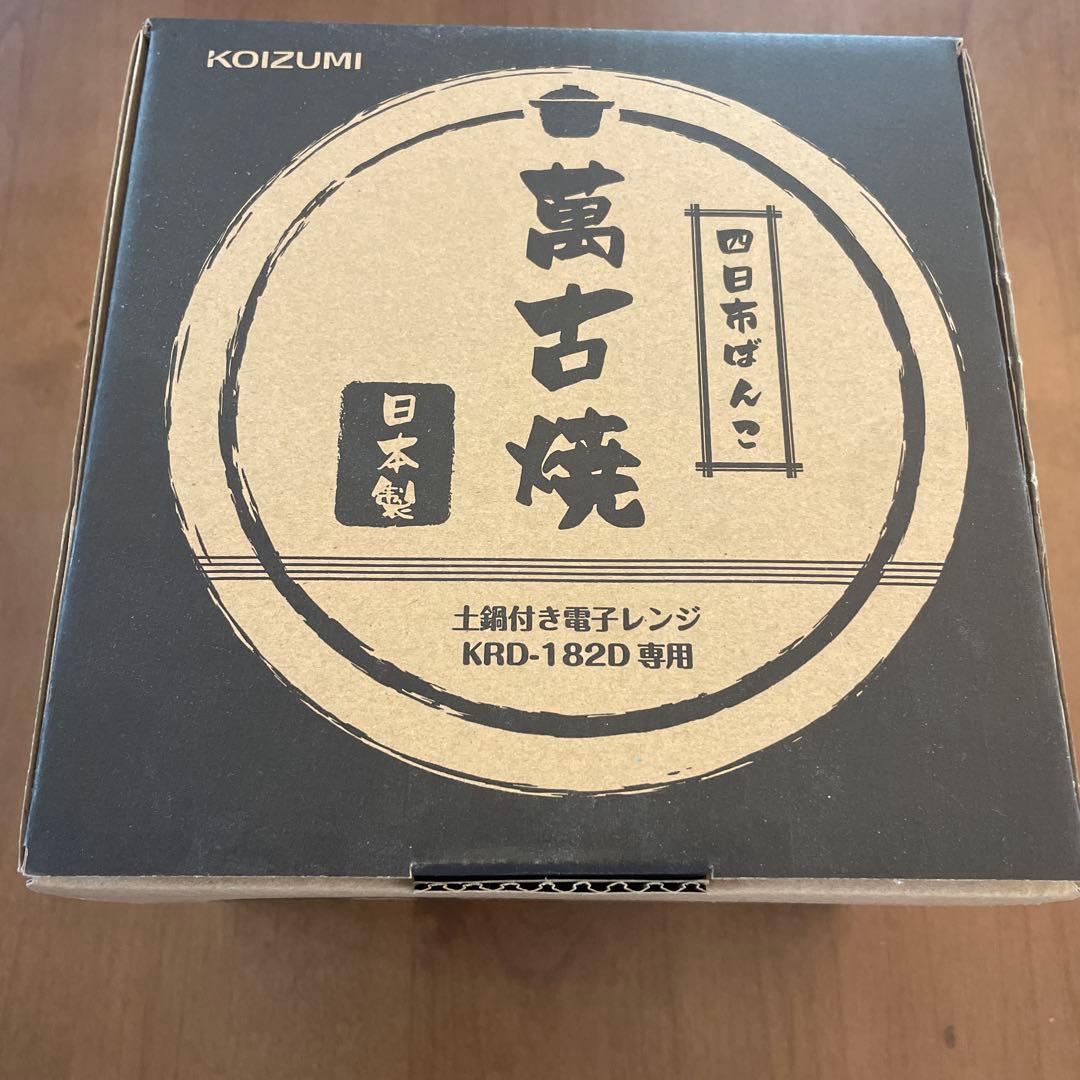 KOIZUMI
四日市ばんこ
萬古焼
日本製
土鍋付き電子レンジ
KRD-182D 専用